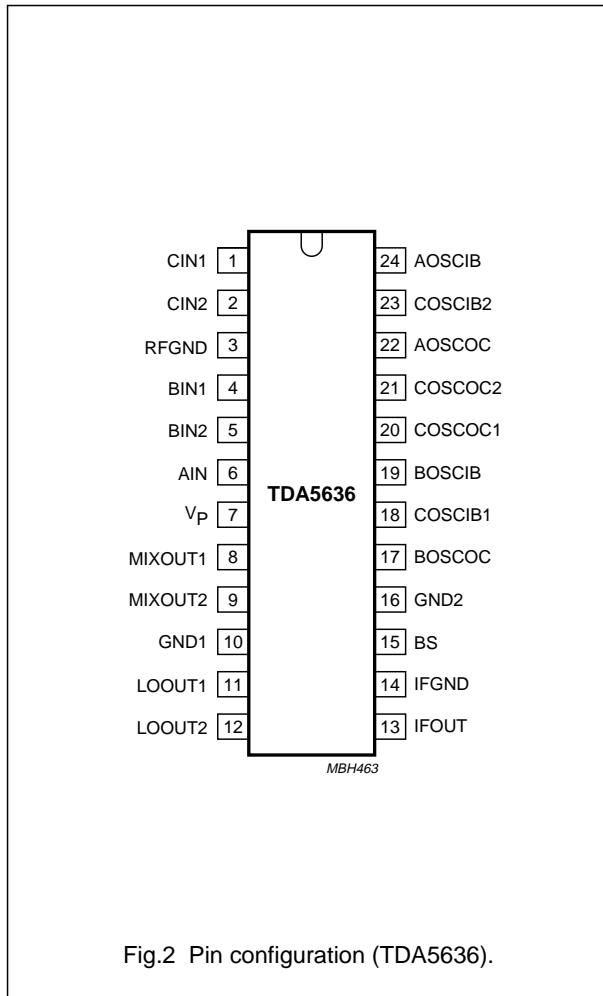 CIN1 1 24 AOSCIB
CIN2 2 23 COSCIB2
RFGND 3 22 AOSCOC
BIN1 4 21 COSCOC2
BIN2 5 20 COSCOC1
AIN 6 19 BOSCIB
TDA5636
VP 7 18 COSCIB1
MIXOUT1 8 17 BOSCOC
MIXOUT2 9 16 GND2
GND1 10 15 BS
LOOUT1 11 14 IFGND
LOOUT2 12 13 IFOUT
MBH463
Fig.2 Pin configuration (TDA5636).